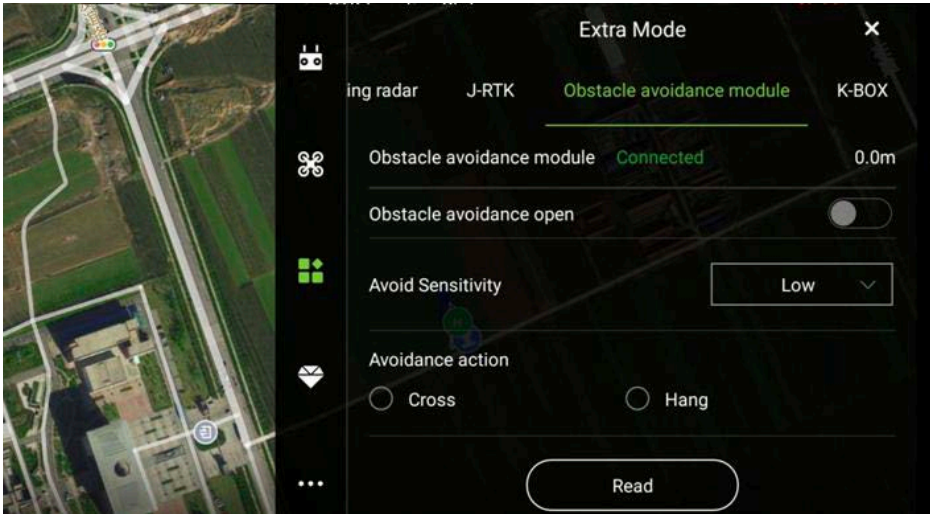 Extra Mode
ing radar J-RTK Obstacle avoidance module K-BOX
Obstacle avoidance module Connected 0.0m
Obstacle avoidance open
Avoid Sensitivity Low
Avoidance action
Cross Hang
Read